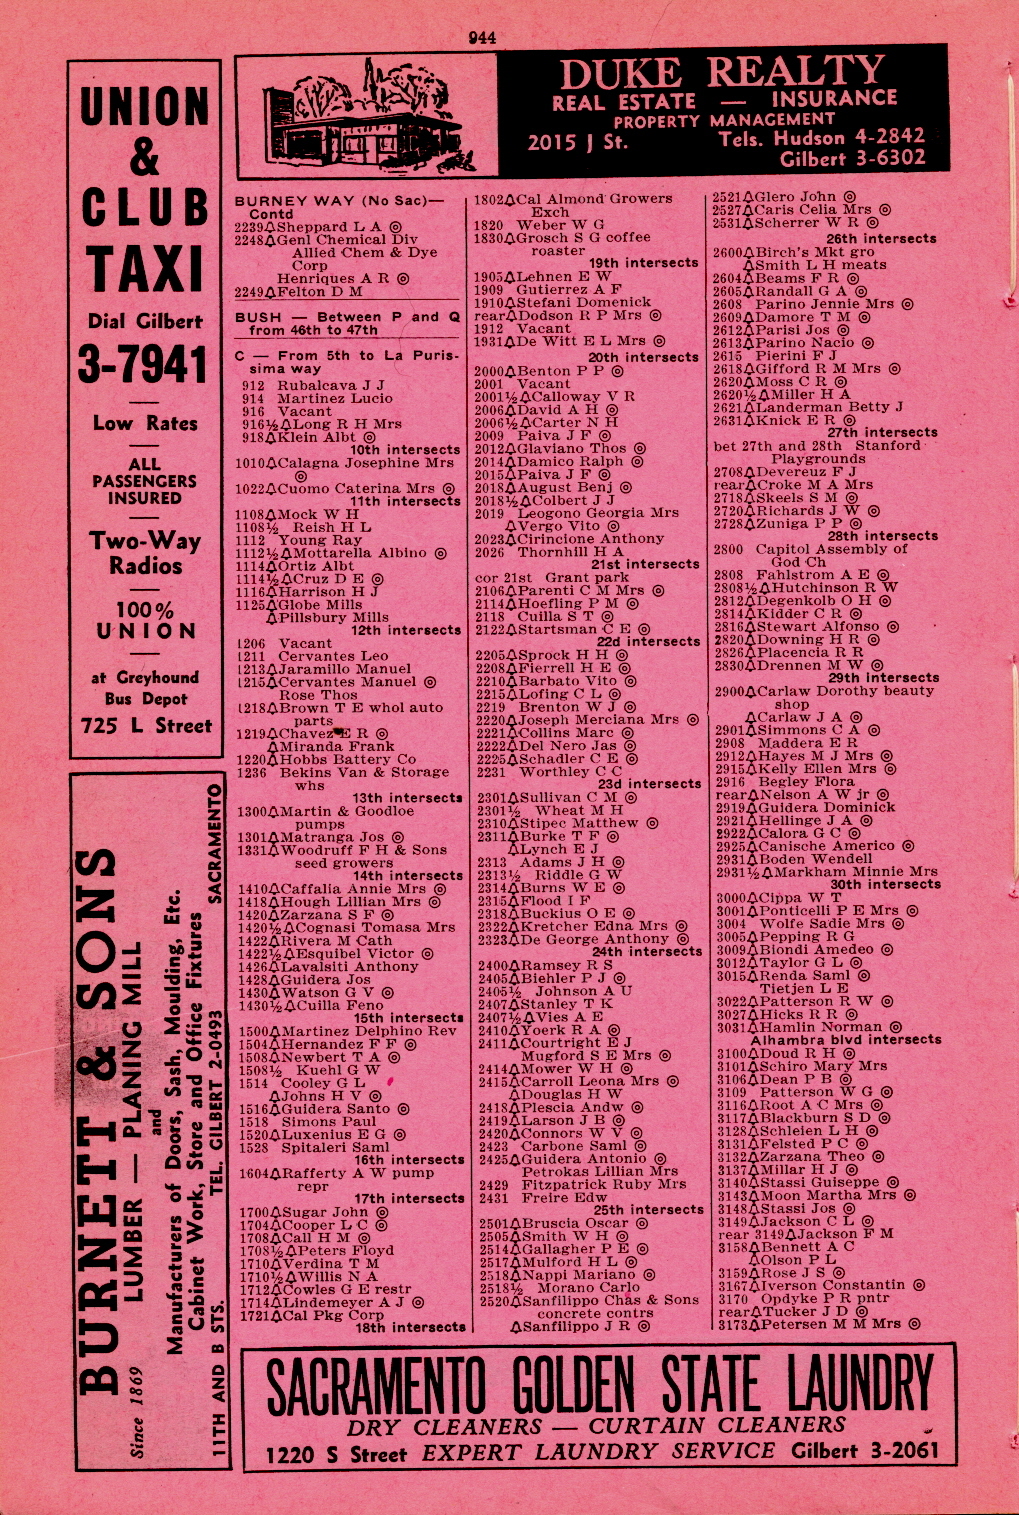 944
UNION
&
CLUB
TAXI
Dial Gilbert
3-7941
Low Rates
ALL
PASSENGERS
INSURED
Two-Way
Radios
100%
UNION
at Greyhound
Bus Depot
725 L Street
BURNETT & SONS
LUMBER — PLANING MILL
and
Manufacturers of Doors, Sash, Moulding, Etc.
Cabinet Work, Store and Office Fixtures
Since 1869
11TH AND B STS. TEL. GILBERT 2-0493 SACRAMENTO
DUKE REALTY
REAL ESTATE — INSURANCE
PROPERTY MANAGEMENT
2015 J St. Tels. Hudson 4-2842
Gilbert 3-6302
BURNEY WAY (No Sac)—
Contd
2239△Sheppard L A ◎
2248△Genl Chemical Div
Allied Chem & Dye
Corp
Henriques A R ◎
2249△Felton D M
BUSH — Between P and Q
from 46th to 47th
C — From 5th to La Puris-
sima way
912 Rubalcava J J
914 Martinez Lucio
916 Vacant
916½△Long R H Mrs
918△Klein Albt ◎
10th intersects
1010△Calagna Josephine Mrs
◎
1022△Cuomo Caterina Mrs ◎
11th intersects
1108△Mock W H
1108½ Reish H L
1112 Young Ray
1112½△Mottarella Albino ◎
1114△Ortiz Albt
1114½△Cruz D E ◎
1116△Harrison H J
1125△Globe Mills
△Pillsbury Mills
12th intersects
1206 Vacant
1211 Cervantes Leo
1213△Jaramillo Manuel
1215△Cervantes Manuel ◎
Rose Thos
1218△Brown T E whol auto
parts
1219△Chavez E R ◎
△Miranda Frank
1220△Hobbs Battery Co
1236 Bekins Van & Storage
whs
13th intersects
1300△Martin & Goodloe
pumps
1301△Matranga Jos ◎
1331△Woodruff F H & Sons
seed growers
14th intersects
1410△Caffalia Annie Mrs ◎
1418△Hough Lillian Mrs ◎
1420△Zarzana S F ◎
1420½△Cognasi Tomasa Mrs
1422△Rivera M Cath
1422½△Esquibel Victor ◎
1426△Lavalsiti Anthony
1428△Guidera Jos
1430△Watson G V ◎
1430½△Cuilla Feno
15th intersects
1500△Martinez Delphino Rev
1504△Hernandez F F ◎
1508△Newbert T A ◎
1508½ Kuehl G W
1514 Cooley G L
△Johns H V ◎
1516△Guidera Santo ◎
1518 Simons Paul
1520△Luxenius E G ◎
1528 Spitaleri Saml
16th intersects
1604△Rafferty A W pump
repr
17th intersects
1700△Sugar John ◎
1704△Cooper L C ◎
1708△Call H M ◎
1708½△Peters Floyd
1710△Verdina T M
1710½△Willis N A
1712△Cowles G E restr
1714△Lindemeyer A J ◎
1721△Cal Pkg Corp
18th intersects
1802△Cal Almond Growers
Exch
1820 Weber W G
1830△Grosch S G coffee
roaster
19th intersects
1905△Lehnen E W
1909 Gutierrez A F
1910△Stefani Domenick
rear△Dodson R P Mrs ◎
1912 Vacant
1931△De Witt E L Mrs ◎
20th intersects
2000△Benton P P ◎
2001 Vacant
2001½△Calloway V R
2006△David A H ◎
2006½△Carter N H
2009 Paiva J F ◎
2012△Glaviano Thos ◎
2014△Damico Ralph ◎
2015△Paiva J F ◎
2018△August Benj ◎
2018½△Colbert J J
2019 Leogono Georgia Mrs
△Vergo Vito ◎
2023△Cirincione Anthony
2026 Thornhill H A
21st intersects
cor 21st Grant park
2106△Parenti C M Mrs ◎
2114△Hoefling P M ◎
2118 Cuilla S T ◎
2122△Startsman C E ◎
22d intersects
2205△Sprock H H ◎
2208△Fierrell H E ◎
2210△Barbato Vito ◎
2215△Lofing C L ◎
2219 Brenton W J ◎
2220△Joseph Merciana Mrs ◎
2221△Collins Marc ◎
2222△Del Nero Jas ◎
2225△Schadler C E ◎
2231 Worthley C C
23d intersects
2301△Sullivan C M ◎
2301½ Wheat M H
2310△Stipec Matthew ◎
2311△Burke T F ◎
△Lynch E J
2313 Adams J H ◎
2313½ Riddle G W
2314△Burns W E ◎
2315△Flood I F
2318△Buckius O E ◎
2322△Kretcher Edna Mrs ◎
2323△De George Anthony ◎
24th intersects
2400△Ramsey R S
2405△Biehler P J ◎
2405½ Johnson A U
2407△Stanley T K
2407½△Vies A E
2410△Yoerk R A ◎
2411△Courtright E J
Mugford S E Mrs ◎
2414△Mower W H ◎
2415△Carroll Leona Mrs ◎
△Douglas H W
2418△Plescia Andw ◎
2419△Larson J B ◎
2420△Connors W V ◎
2423 Carbone Saml ◎
2425△Guidera Antonio ◎
Petrokas Lillian Mrs
2429 Fitzpatrick Ruby Mrs
2431 Freire Edw
25th intersects
2501△Bruscia Oscar ◎
2505△Smith W H ◎
2514△Gallagher P E ◎
2517△Mulford H L ◎
2518△Nappi Mariano ◎
2518½ Morano Carlo
2520△Sanfilippo Chas & Sons
concrete contrs
△Sanfilippo J R ◎
2521△Glero John ◎
2527△Caris Celia Mrs ◎
2531△Scherrer W R ◎
26th intersects
2600△Birch's Mkt gro
△Smith L H meats
2604△Beams F R ◎
2605△Randall G A ◎
2608 Parino Jennie Mrs ◎
2609△Damore T M ◎
2612△Parisi Jos ◎
2613△Parino Nacio ◎
2615 Pierini F J
2618△Gifford R M Mrs ◎
2620△Moss C R ◎
2620½△Miller H A
2621△Landerman Betty J
2631△Knick E R ◎
27th intersects
bet 27th and 28th Stanford
Playgrounds
2708△Devereuz F J
rear△Croke M A Mrs
2718△Skeels S M ◎
2720△Richards J W ◎
2728△Zuniga P P ◎
28th intersects
2800 Capitol Assembly of
God Ch
2808 Fahlstrom A E ◎
2808½△Hutchinson R W
2812△Degenkolb O H ◎
2814△Kidder C R ◎
2816△Stewart Alfonso ◎
2820△Downing H R ◎
2826△Placencia R R
2830△Drennen M W ◎
29th intersects
2900△Carlaw Dorothy beauty
shop
△Carlaw J A ◎
2901△Simmons C A ◎
2908 Maddera E R
2912△Hayes M J Mrs ◎
2915△Kelly Ellen Mrs ◎
2916 Begley Flora
rear△Nelson A W jr ◎
2919△Guidera Dominick
2921△Hellinge J A ◎
2922△Calora G C ◎
2925△Canische Americo ◎
2931△Boden Wendell
2931½△Markham Minnie Mrs
30th intersects
3000△Cippa W T
3001△Ponticelli P E Mrs ◎
3004 Wolfe Sadie Mrs ◎
3005△Pepping R G
3009△Biondi Amedeo ◎
3012△Taylor G L ◎
3015△Renda Saml ◎
Tietjen L E
3022△Patterson R W ◎
3027△Hicks R R ◎
3031△Hamlin Norman ◎
Alhambra blvd intersects
3100△Doud R H ◎
3101△Schiro Mary Mrs
3106△Dean P B ◎
3109 Patterson W G ◎
3116△Root A C Mrs ◎
3117△Blackburn S D ◎
3128△Schleien L H ◎
3131△Felsted P C ◎
3132△Zarzana Theo ◎
3137△Millar H J ◎
3140△Stassi Guiseppe ◎
3143△Moon Martha Mrs ◎
3148△Stassi Jos ◎
3149△Jackson C L ◎
rear 3149△Jackson F M
3158△Bennett A C
△Olson P L
3159△Rose J S ◎
3167△Iverson Constantin ◎
3170 Opdyke P R pntr
rear△Tucker J D ◎
3173△Petersen M M Mrs ◎
SACRAMENTO GOLDEN STATE LAUNDRY
DRY CLEANERS — CURTAIN CLEANERS
1220 S Street EXPERT LAUNDRY SERVICE Gilbert 3-2061